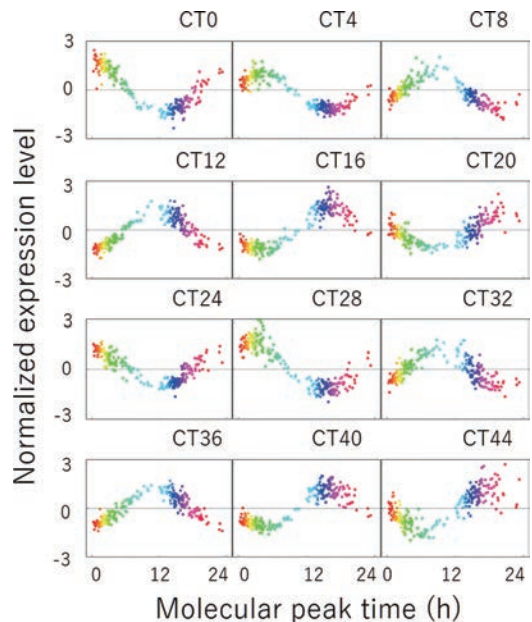 CT0 CT4 CT8
3
0
-3
CT12 CT16 CT20
3
0
-3
CT24 CT28 CT32
3
0
-3
CT36 CT40 CT44
3
0
-3
0 12 24 0 12 24 0 12 24
Normalized expression level
Molecular peak time (h)